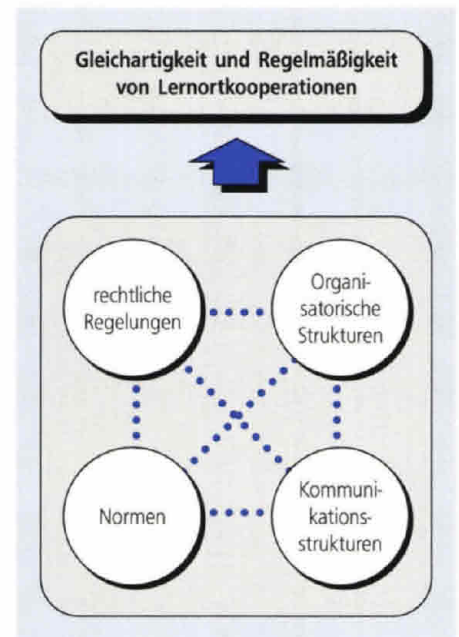 Gleichartigkeit und Regelmäßigkeit
von Lernortkooperationen
rechtliche
Regelungen
Organi-
satorische
Strukturen
Normen
Kommuni-
kations-
strukturen